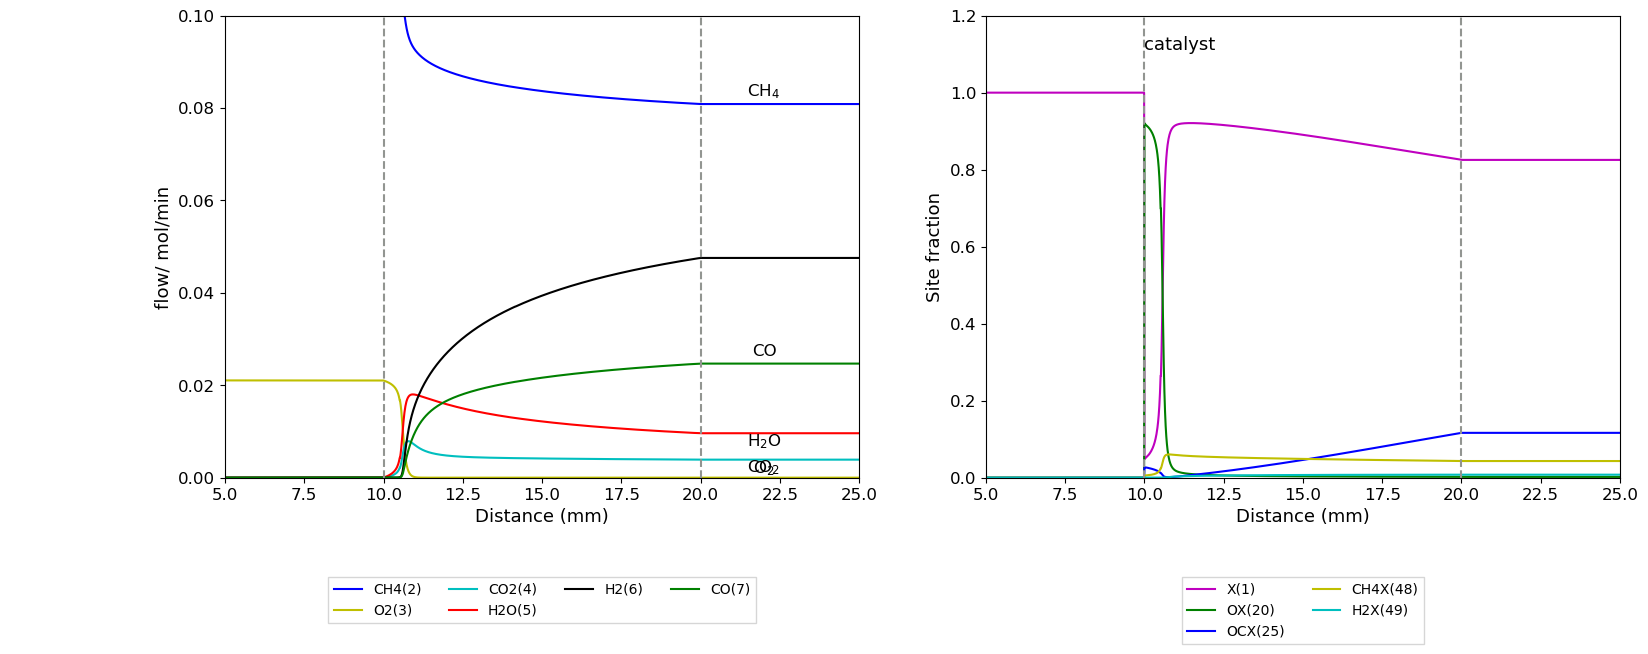 0.10
0.08
0.06
0.04
0.02
0.00
flow/ mol/min
CH₄
CO
H₂O
CO₂
O₂
5.0 7.5 10.0 12.5 15.0 17.5 20.0 22.5 25.0
Distance (mm)
CH4(2) CO2(4) H2(6) CO(7)
O2(3) H2O(5)
1.2
1.0
0.8
0.6
0.4
0.2
0.0
Site fraction
catalyst
5.0 7.5 10.0 12.5 15.0 17.5 20.0 22.5 25.0
Distance (mm)
X(1) CH4X(48)
OX(20) H2X(49)
OCX(25)